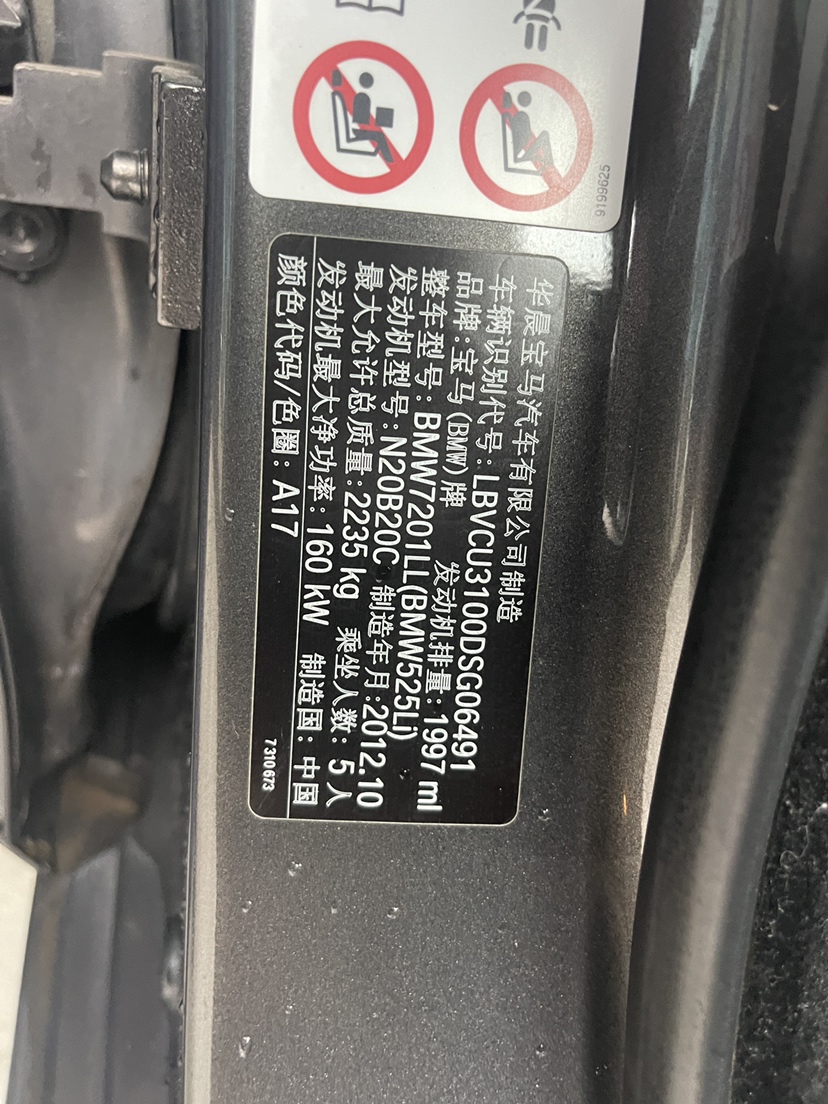 9199625
华晨宝马汽车有限公司制造
车辆识别代号:LBVCU3100DSG06491
品牌:宝马(BMW)牌 发动机排量:1997 ml
整车型号:BMW7201LL(BMW525Li)
发动机型号:N20B20C 制造年月:2012.10
最大允许总质量:2235 kg 乘坐人数:5人
发动机最大净功率:160 kW 制造国:中国
颜色代码/色圈:A17
7310673